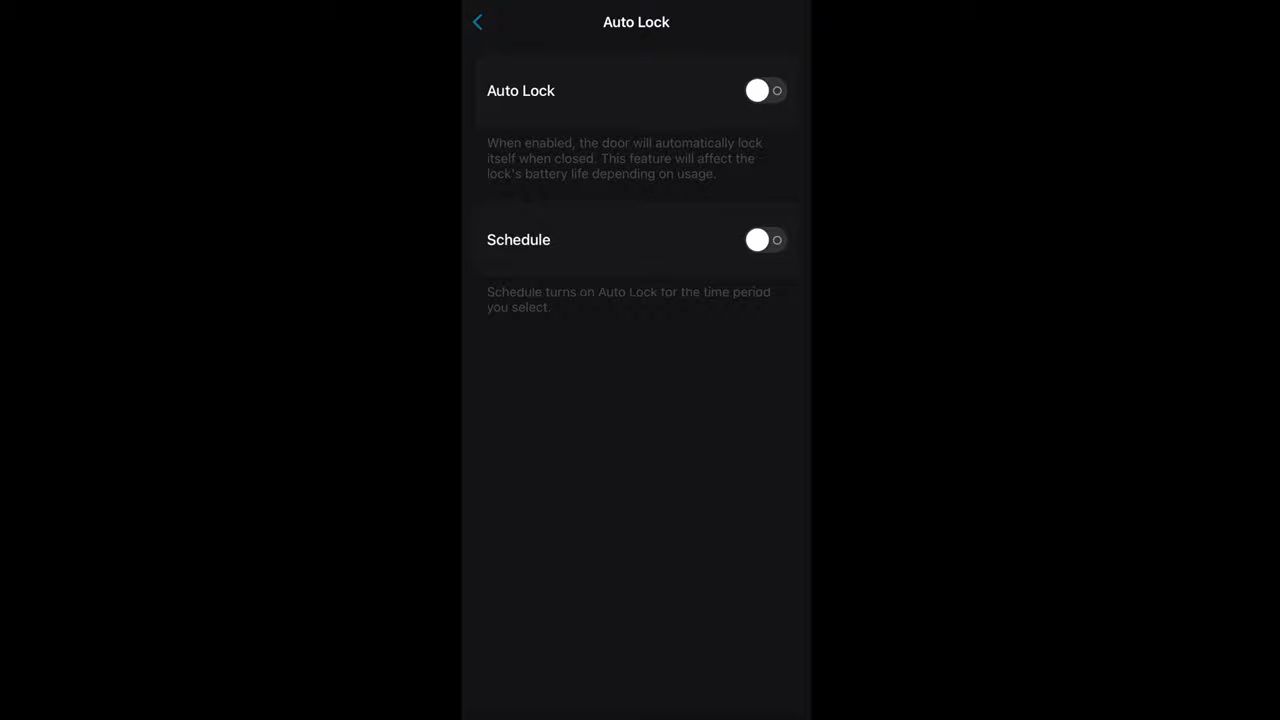 Auto Lock
Auto Lock
When enabled, the door will automatically lock
itself when closed. This feature will affect the
lock's battery life depending on usage.
Schedule
Schedule turns on Auto Lock for the time period
you select.